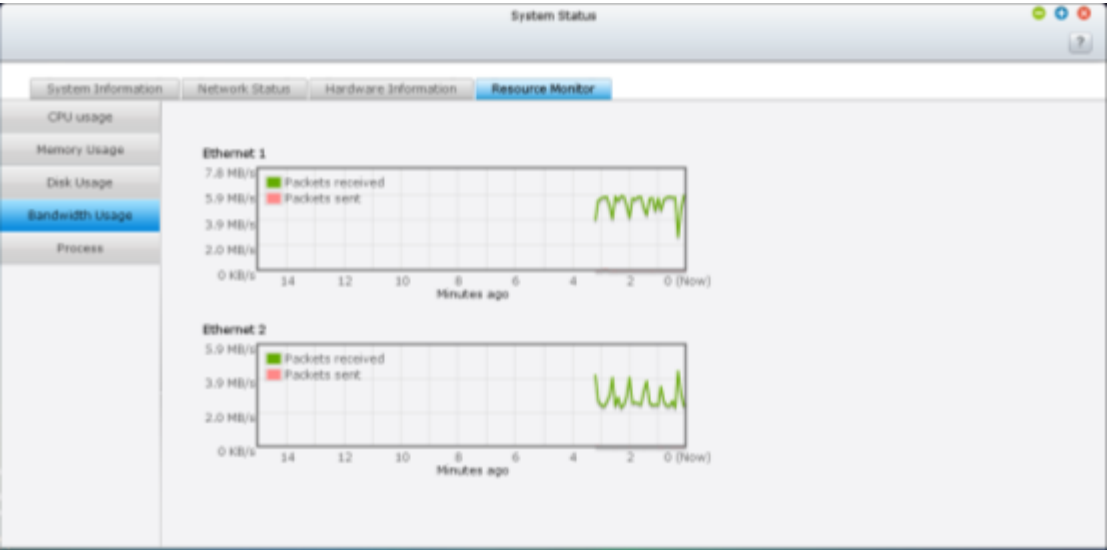 System Status
?
System Information Network Status Hardware Information Resource Monitor
CPU usage
Memory Usage
Disk Usage
Bandwidth Usage
Process
Ethernet 1
7.8 MB/s
5.9 MB/s
3.9 MB/s
2.0 MB/s
0 KB/s
Packets received
Packets sent
14 12 10 8 6 4 2 0 (Now)
Minutes ago
Ethernet 2
5.9 MB/s
3.9 MB/s
2.0 MB/s
0 KB/s
Packets received
Packets sent
14 12 10 8 6 4 2 0 (Now)
Minutes ago